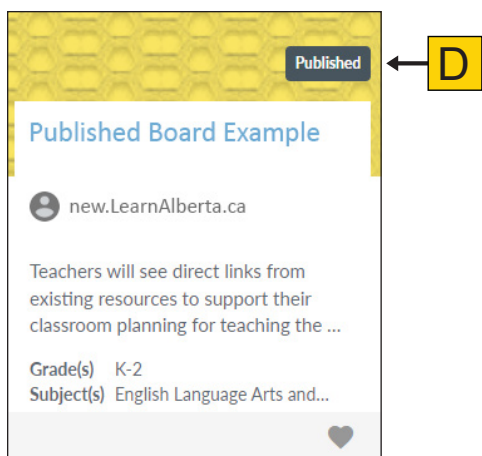 Published
D
Published Board Example
new.LearnAlberta.ca
Teachers will see direct links from
existing resources to support their
classroom planning for teaching the ...
Grade(s) K-2
Subject(s) English Language Arts and...